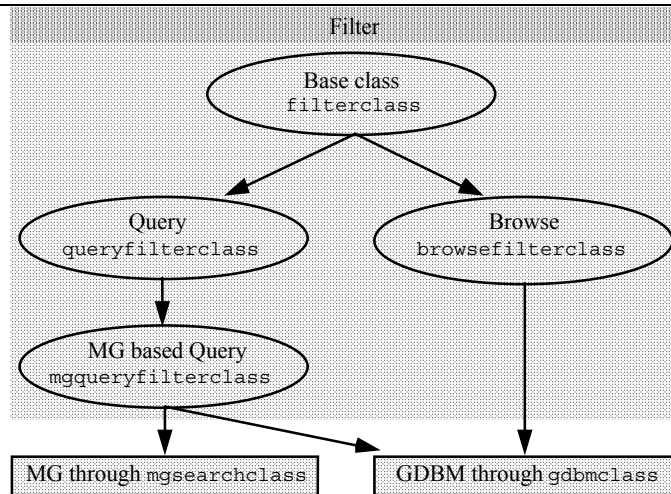 Filter
Base class
filterclass
Query
queryfilterclass
Browse
browsefilterclass
MG based Query
mgqueryfilterclass
MG through mgsearchclass
GDBM through gdbmclass